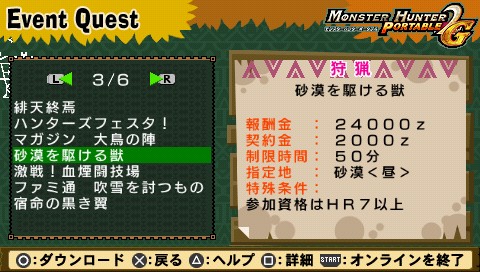 Event Quest
MONSTER HUNTER
PORTABLE 2nd G
L 3/6 R
緋天終焉
ハンターズフェスタ！
マガジン　大鳥の陣
砂漠を駆ける獣
激戦！血煙闘技場
ファミ通　吹雪を討つもの
宿命の黒き翼
狩猟
砂漠を駆ける獣
報酬金　：　２４０００ｚ
契約金　：　２０００ｚ
制限時間：　５０分
指定地　：　砂漠＜昼＞
特殊条件：
参加資格はＨＲ７以上
○:ダウンロード ×:戻る △:ヘルプ □:詳細 START:オンラインを終了